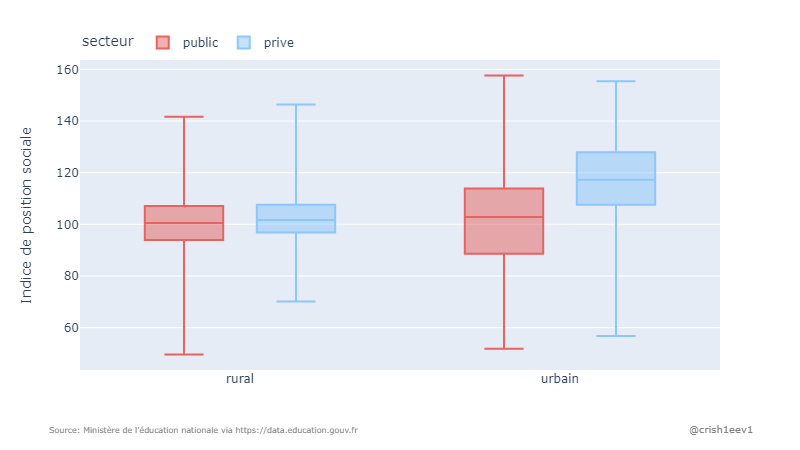 secteur public prive
160
140
120
100
80
60
Indice de position sociale
rural urbain
Source: Ministère de l'éducation nationale via https://data.education.gouv.fr @crish1eev1